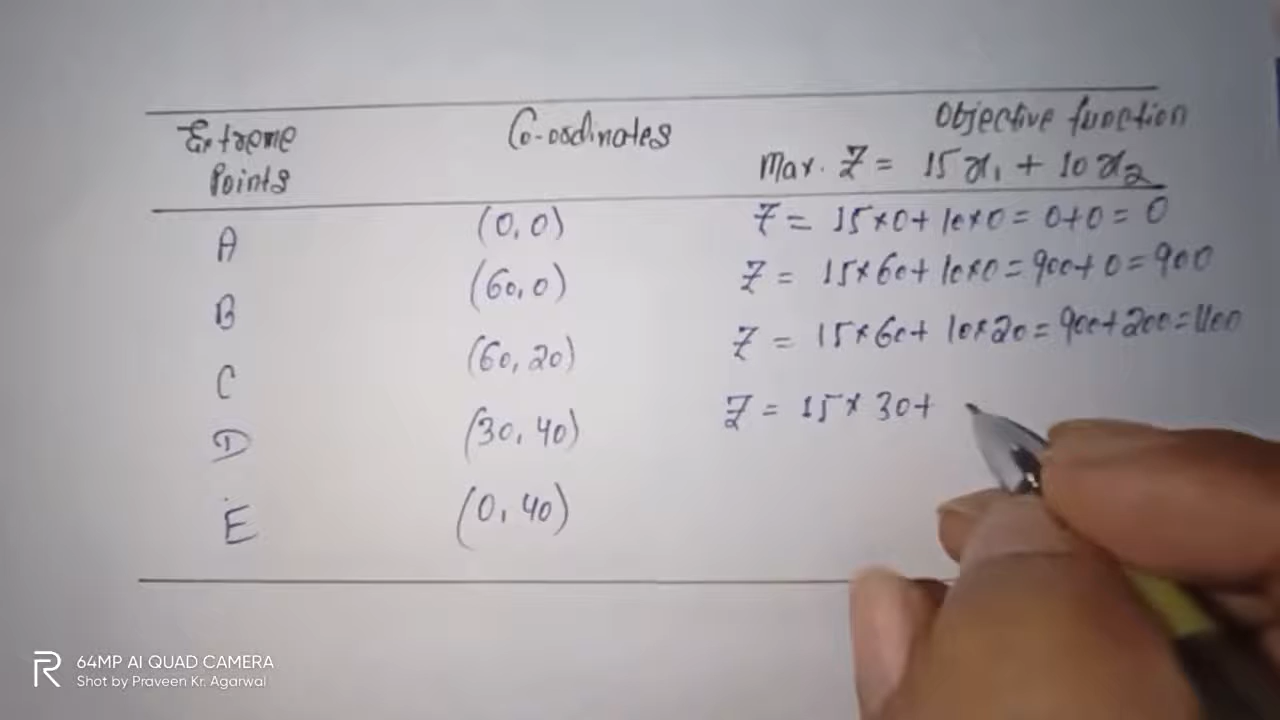 Extreme Points Co-ordinates Objective function
Max. Z = 15x₁ + 10x₂
A (0,0) Z = 15×0+10×0=0+0=0
B (60,0) Z = 15×60+10×0=900+0=900
C (60,20) Z = 15×60+10×20=900+200=1100
D (30,40) Z = 15×30+
E (0,40)
64MP AI QUAD CAMERA
Shot by Praveen Kr. Agarwal